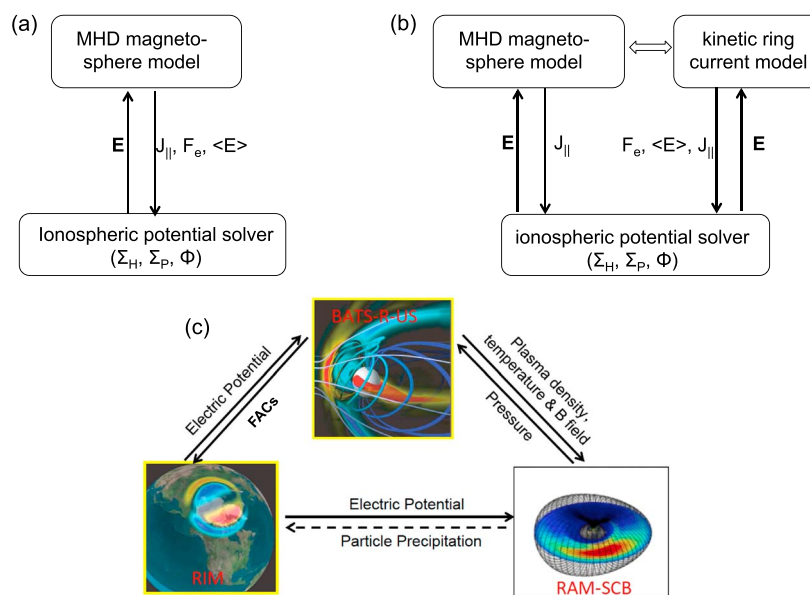 (a)
MHD magneto-
sphere model
E
J||, Fe, <E>
Ionospheric potential solver
(ΣH, ΣP, Φ)
(b)
MHD magneto-
sphere model
kinetic ring
current model
E
J||
Fe, <E>, J||
E
ionospheric potential solver
(ΣH, ΣP, Φ)
(c)
BATS-R-US
Electric Potential
FACs
Plasma density,
temperature & B field
Pressure
RIM
Electric Potential
Particle Precipitation
RAM-SCB